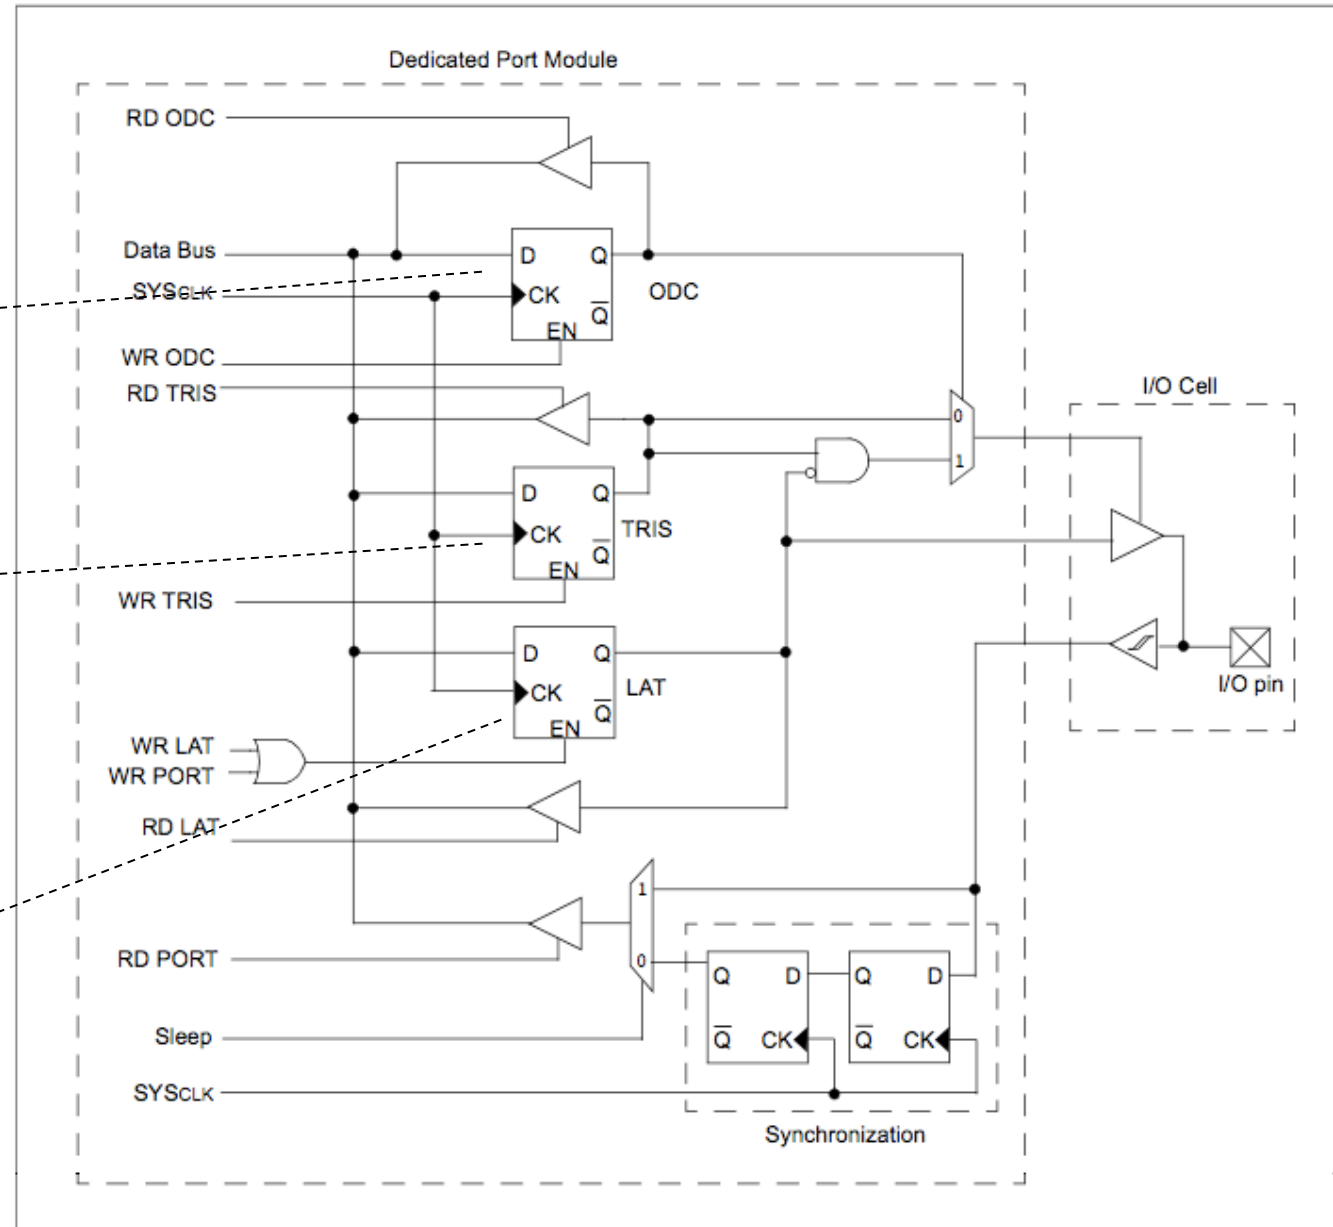 Dedicated Port Module
RD ODC
Data Bus
D Q
SYSCLK
CK
ODC
Q
EN
WR ODC
RD TRIS
I/O Cell
0
1
D Q
TRIS
CK
Q
EN
WR TRIS
D Q
CK
LAT
I/O pin
Q
EN
WR LAT
WR PORT
RD LAT
1
RD PORT
0
Q D Q D
Sleep
Q CK Q CK
SYSCLK
Synchronization